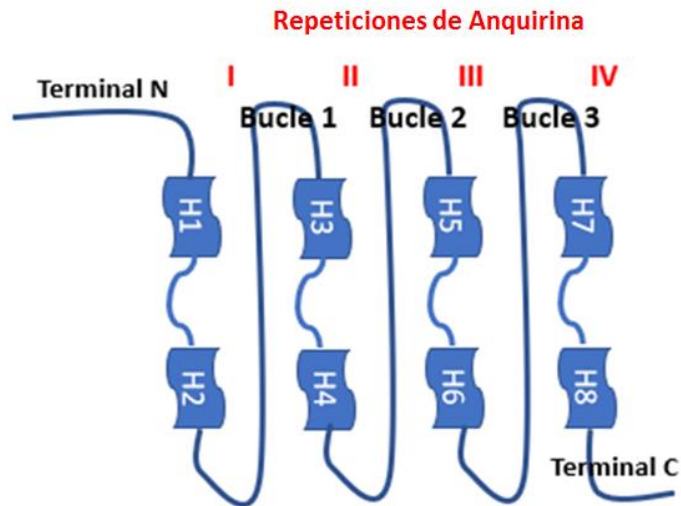 Repeticiones de Anquirina
I II III IV
Terminal N
Bucle 1 Bucle 2 Bucle 3
H1 H3 H5 H7
H2 H4 H6 H8
Terminal C